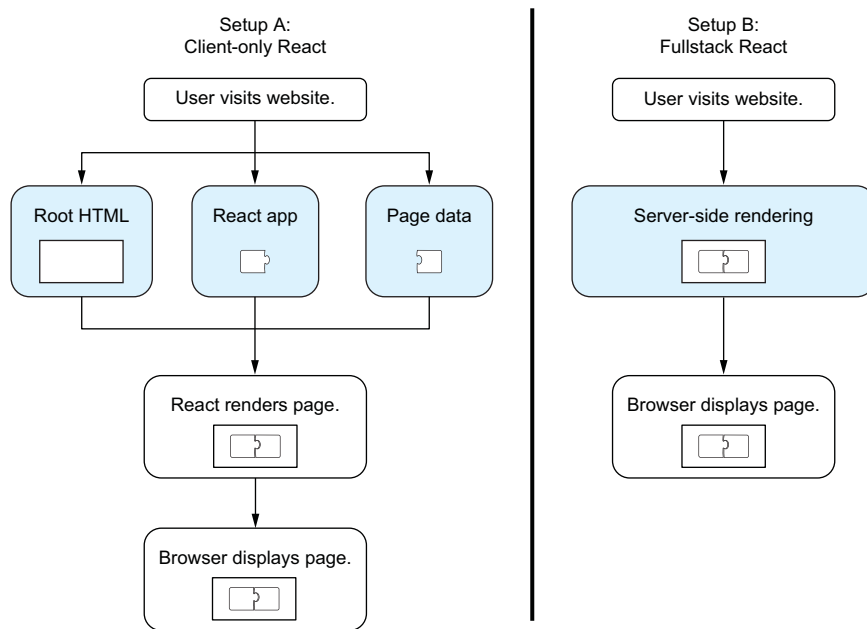 Setup A:
Client-only React
User visits website.
Root HTML
React app
Page data
React renders page.
Browser displays page.
Setup B:
Fullstack React
User visits website.
Server-side rendering
Browser displays page.